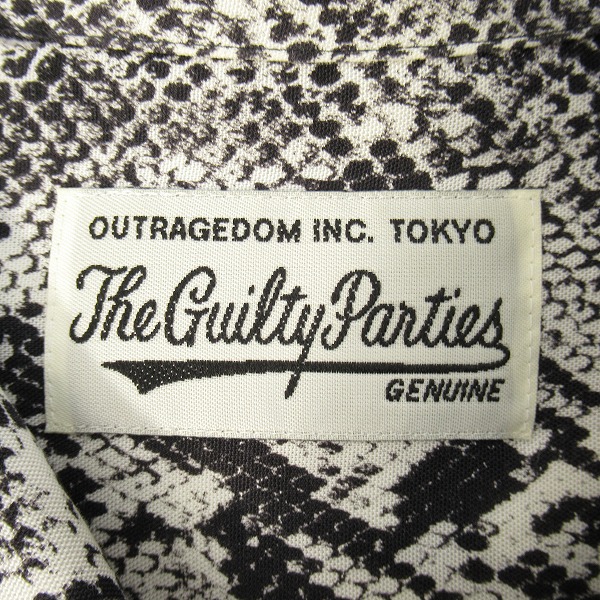 OUTRAGEDOM INC. TOKYO
The Guilty Parties
GENUINE